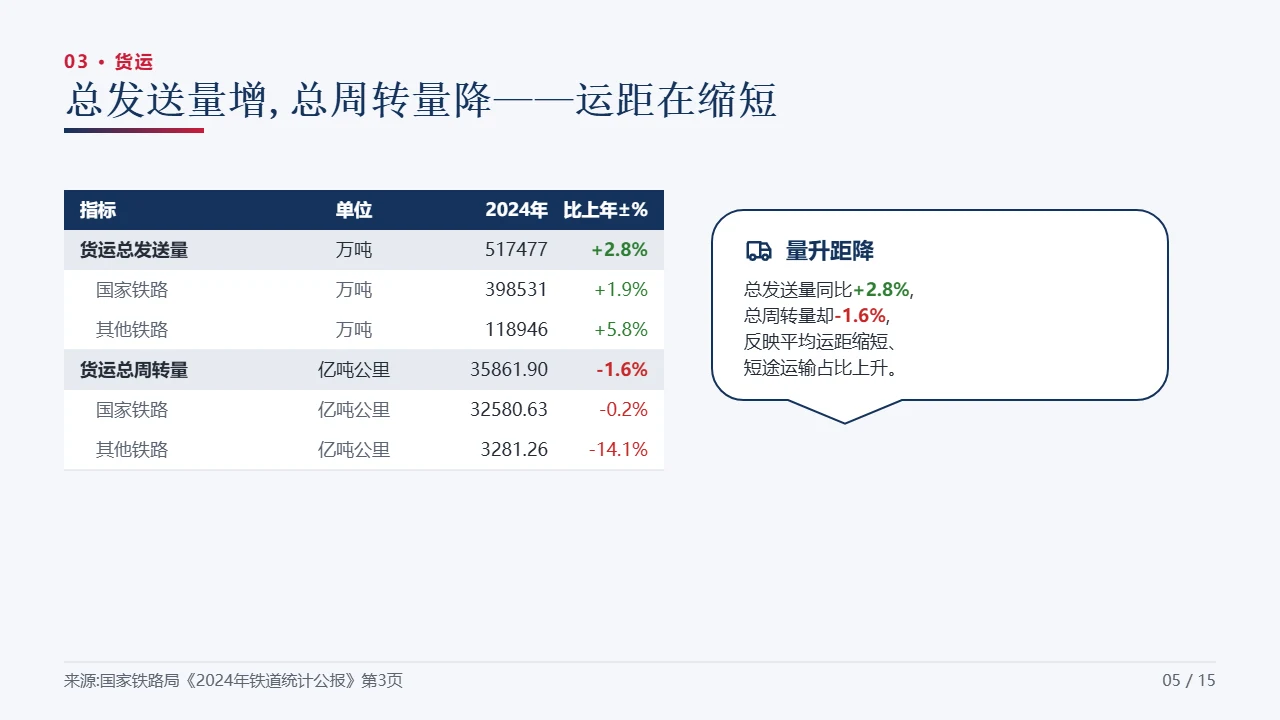 03 • 货运
总发送量增, 总周转量降——运距在缩短
指标 单位 2024年 比上年±%
货运总发送量 万吨 517477 +2.8%
国家铁路 万吨 398531 +1.9%
其他铁路 万吨 118946 +5.8%
货运总周转量 亿吨公里 35861.90 -1.6%
国家铁路 亿吨公里 32580.63 -0.2%
其他铁路 亿吨公里 3281.26 -14.1%
量升距降
总发送量同比+2.8%,
总周转量却-1.6%,
反映平均运距缩短、
短途运输占比上升。
来源:国家铁路局《2024年铁道统计公报》第3页
05 / 15